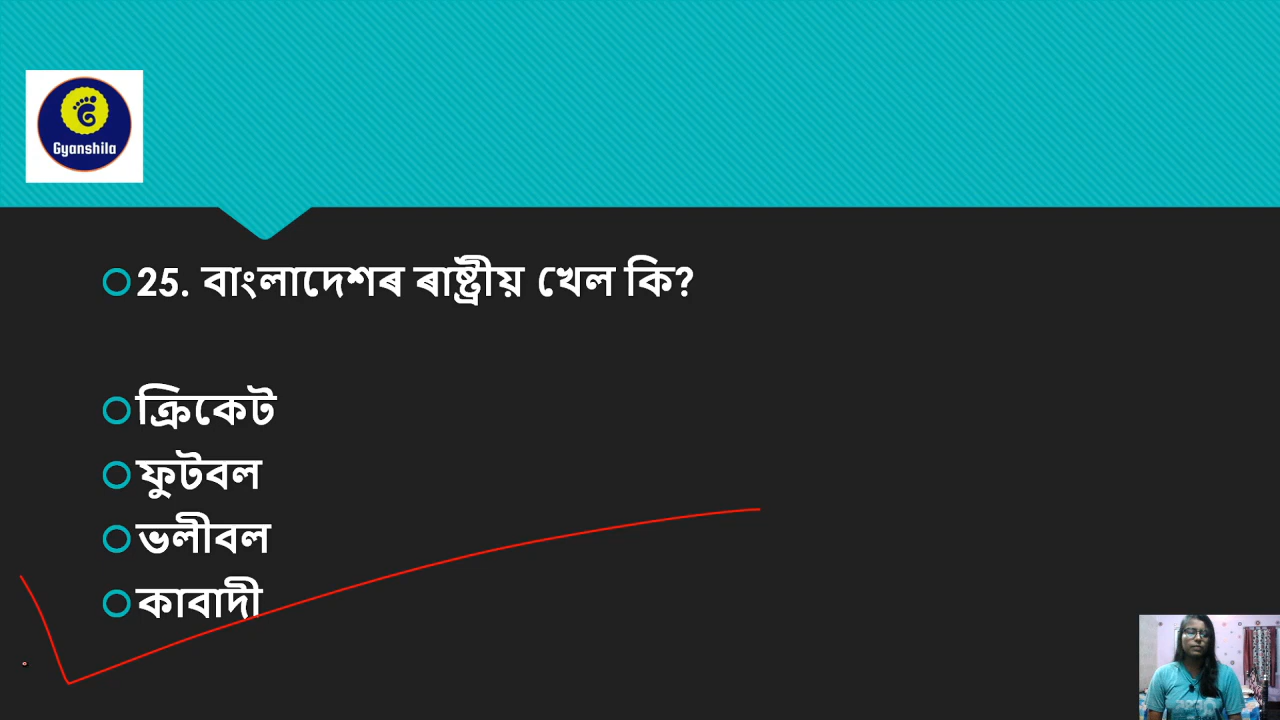 Gyanshila
25. বাংলাদেশৰ ৰাষ্ট্ৰীয় খেল কি?
ক্ৰিকেট
ফুটবল
ভলীবল
কাবাদী